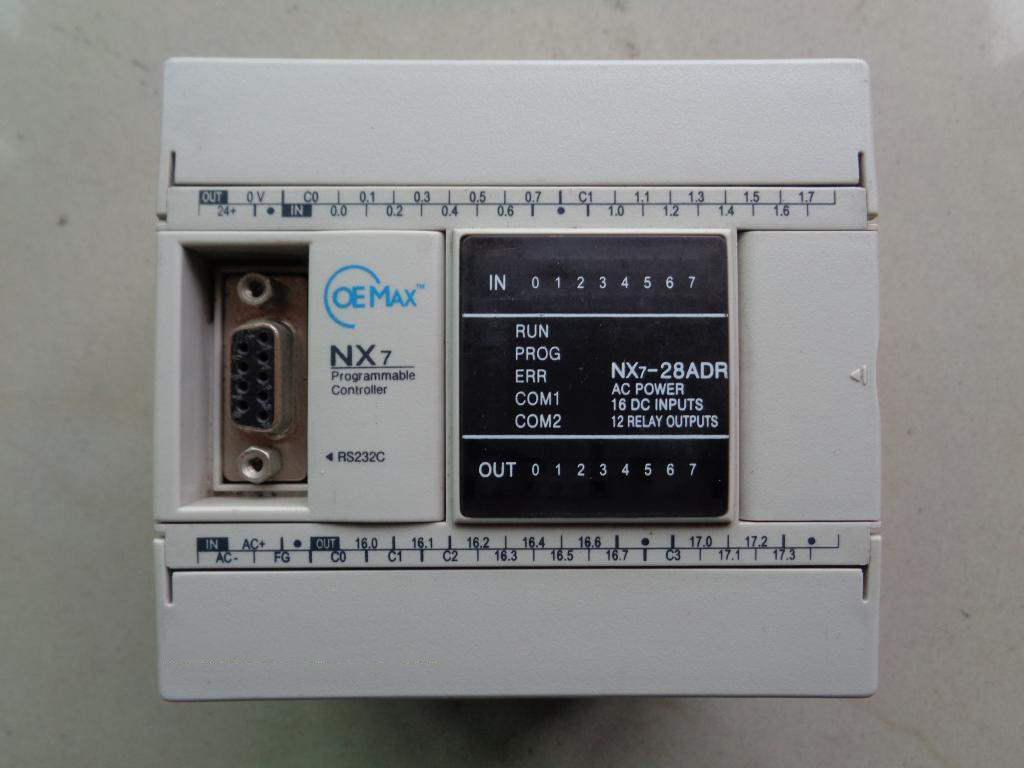 OUT 0 V C0 0.1 0.3 0.5 0.7 C1 1.1 1.3 1.5 1.7
24+ • IN 0.0 0.2 0.4 0.6 • 1.0 1.2 1.4 1.6
OEMAX™
NX7
Programmable
Controller
◄ RS232C
IN 0 1 2 3 4 5 6 7
RUN
PROG
ERR
COM1
COM2
NX7-28ADR
AC POWER
16 DC INPUTS
12 RELAY OUTPUTS
OUT 0 1 2 3 4 5 6 7
IN AC+ • OUT 16.0 16.1 16.2 16.4 16.6 • 17.0 17.2 •
AC- FG C0 C1 C2 16.3 16.5 16.7 C3 17.1 17.3